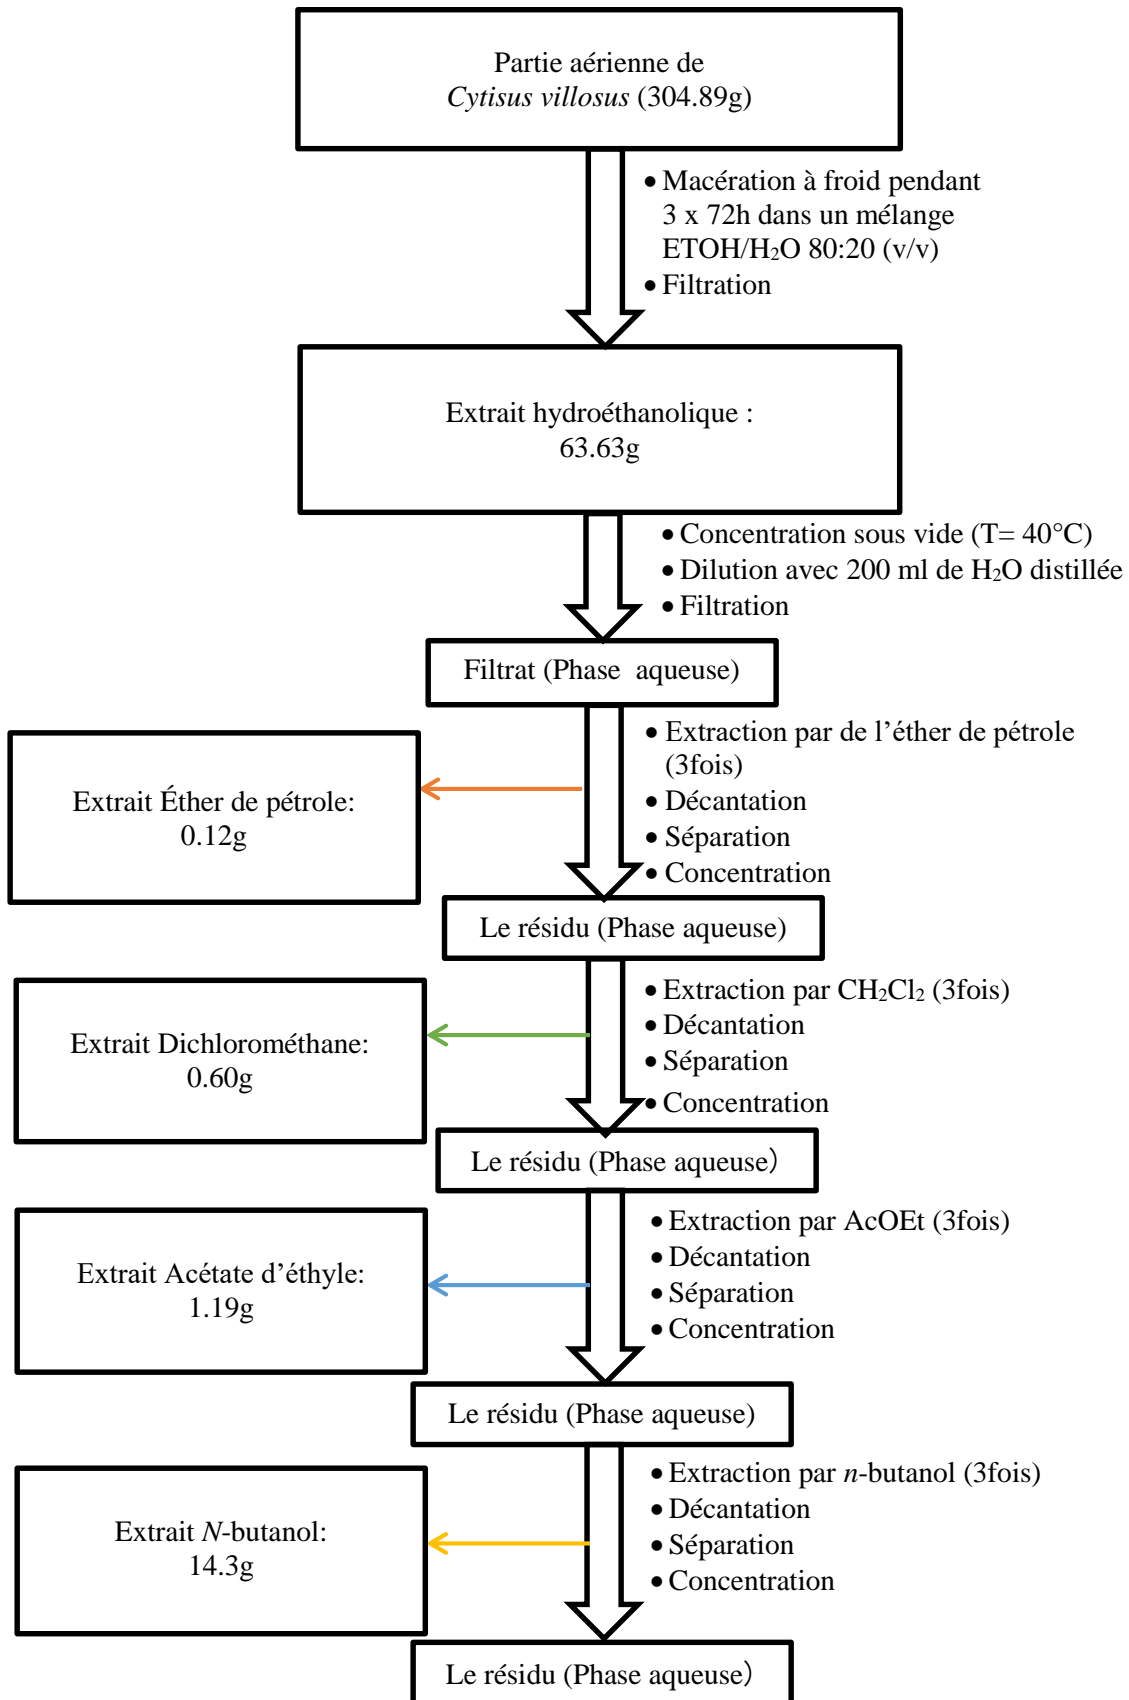 Partie aérienne de
Cytisus villosus (304.89g)
• Macération à froid pendant
3 x 72h dans un mélange
ETOH/H₂O 80:20 (v/v)
• Filtration
Extrait hydroéthanolique :
63.63g
• Concentration sous vide (T= 40°C)
• Dilution avec 200 ml de H₂O distillée
• Filtration
Filtrat (Phase aqueuse)
• Extraction par de l’éther de pétrole
(3fois)
• Décantation
• Séparation
• Concentration
Extrait Éther de pétrole:
0.12g
Le résidu (Phase aqueuse)
• Extraction par CH₂Cl₂ (3fois)
• Décantation
• Séparation
• Concentration
Extrait Dichlorométhane:
0.60g
Le résidu (Phase aqueuse）
• Extraction par AcOEt (3fois)
• Décantation
• Séparation
• Concentration
Extrait Acétate d’éthyle:
1.19g
Le résidu (Phase aqueuse)
• Extraction par n-butanol (3fois)
• Décantation
• Séparation
• Concentration
Extrait N-butanol:
14.3g
Le résidu (Phase aqueuse）